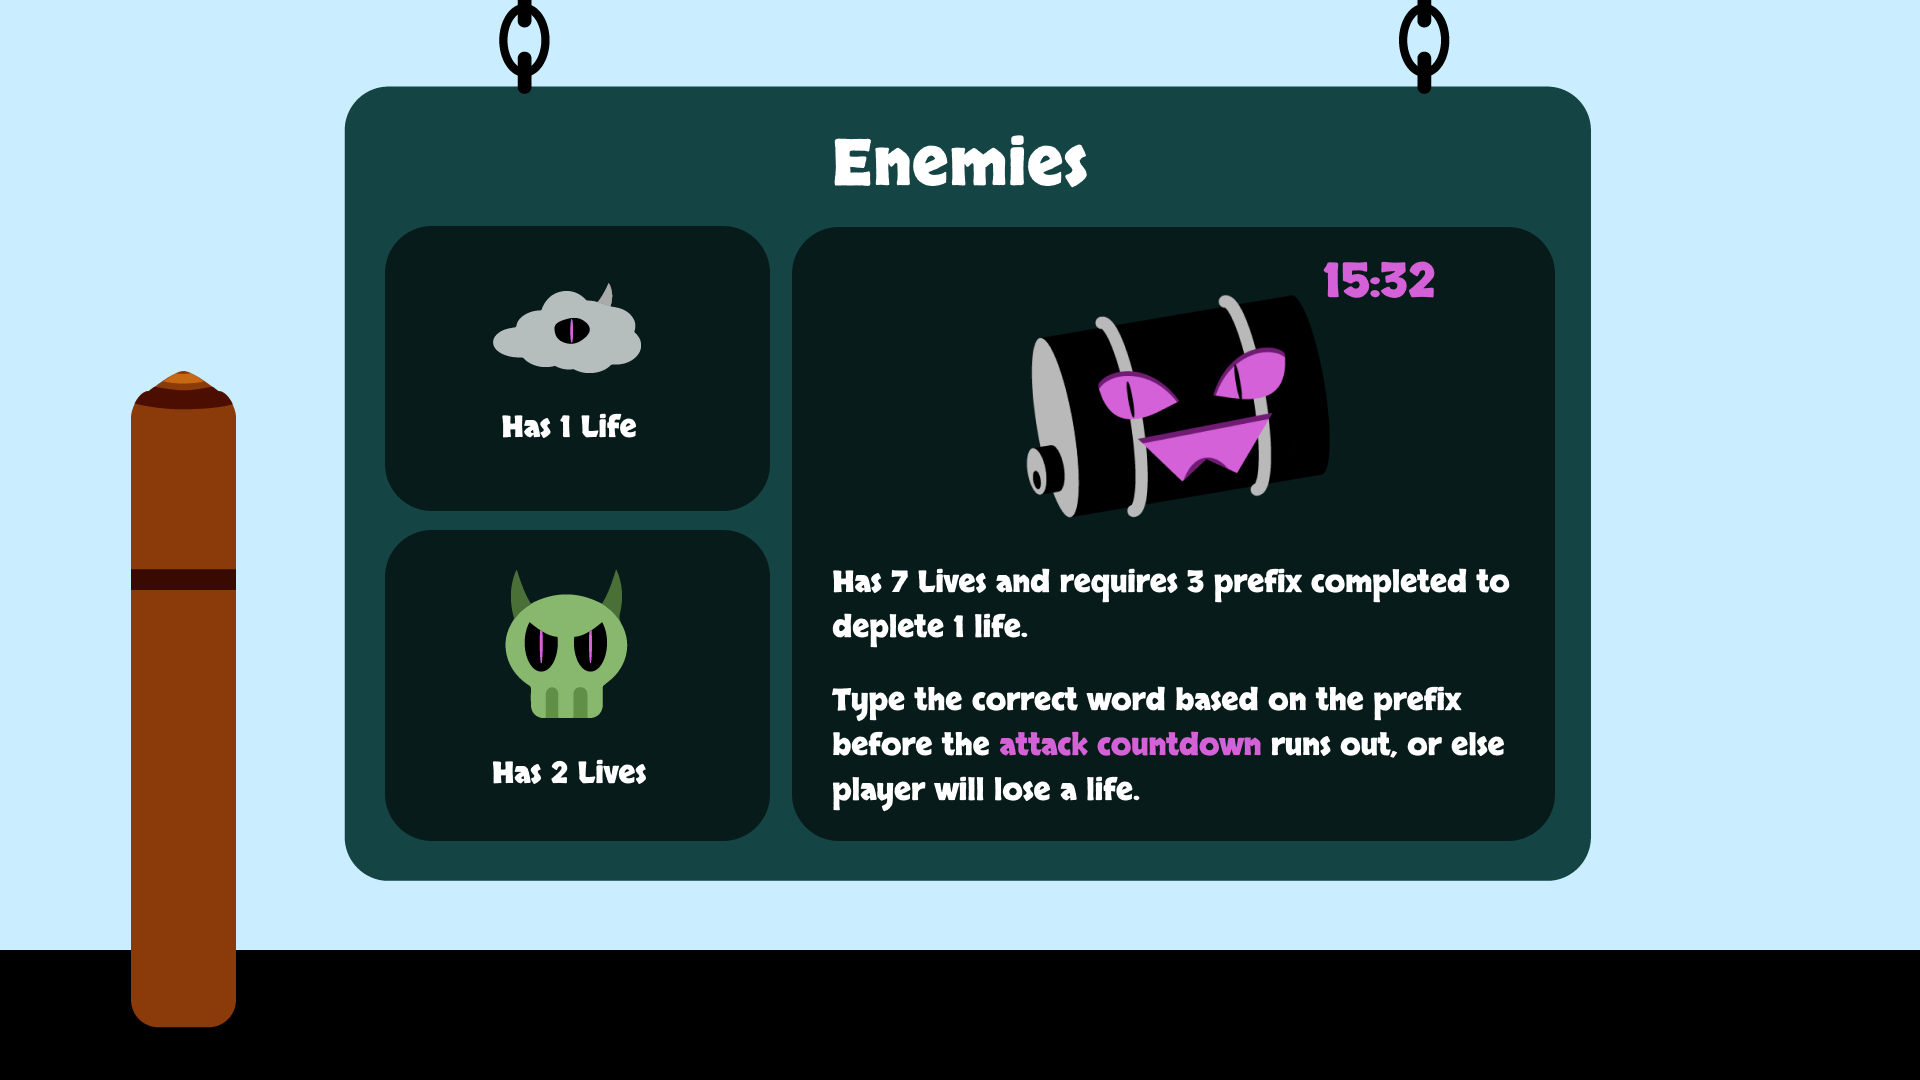 Enemies
Has 1 Life
Has 2 Lives
15:32
Has 7 Lives and requires 3 prefix completed to
deplete 1 life.
Type the correct word based on the prefix
before the attack countdown runs out, or else
player will lose a life.